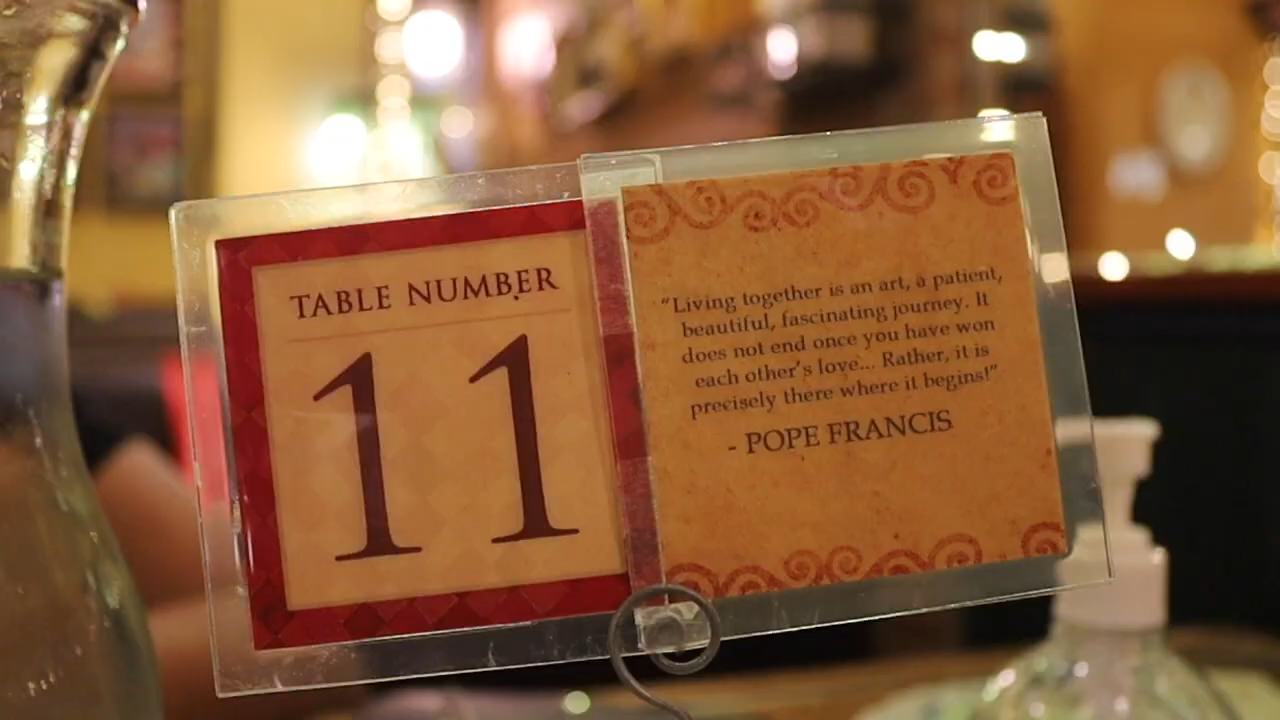 TABLE NUMBER
11
“Living together is an art, a patient,
beautiful, fascinating journey. It
does not end once you have won
each other’s love... Rather, it is
precisely there where it begins!”
- POPE FRANCIS